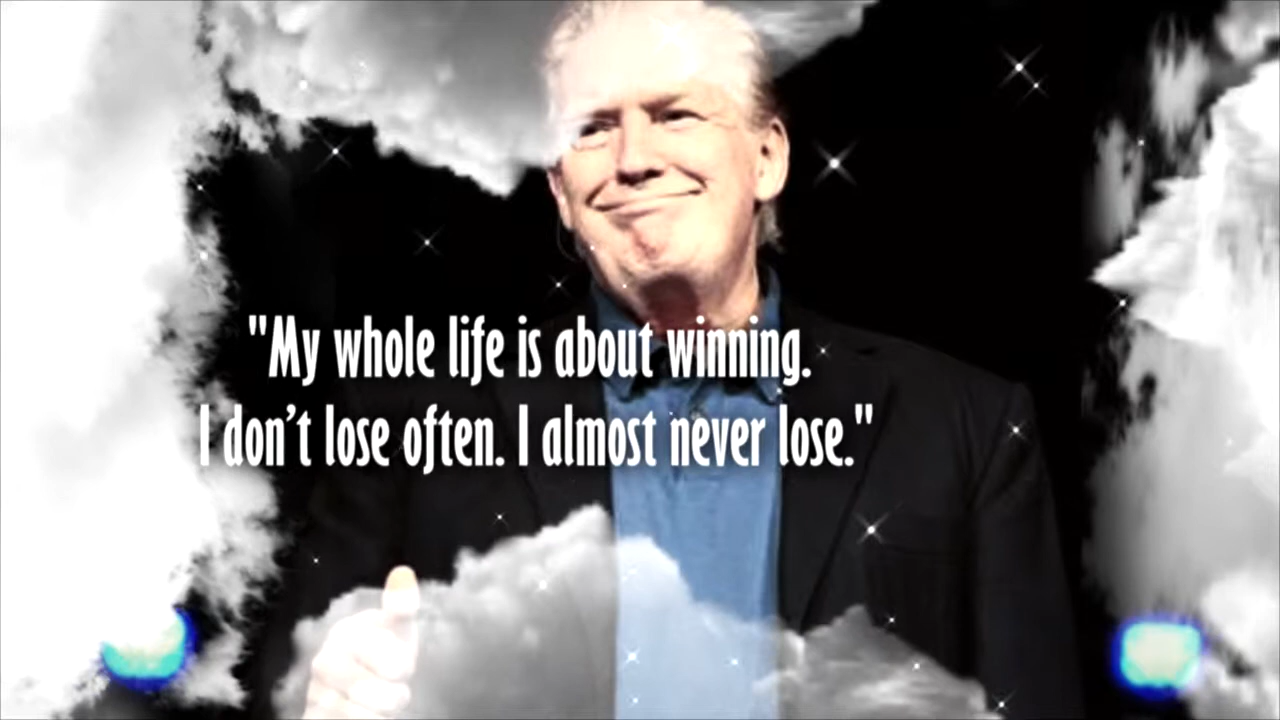 "My whole life is about winning.
I don’t lose often. I almost never lose."